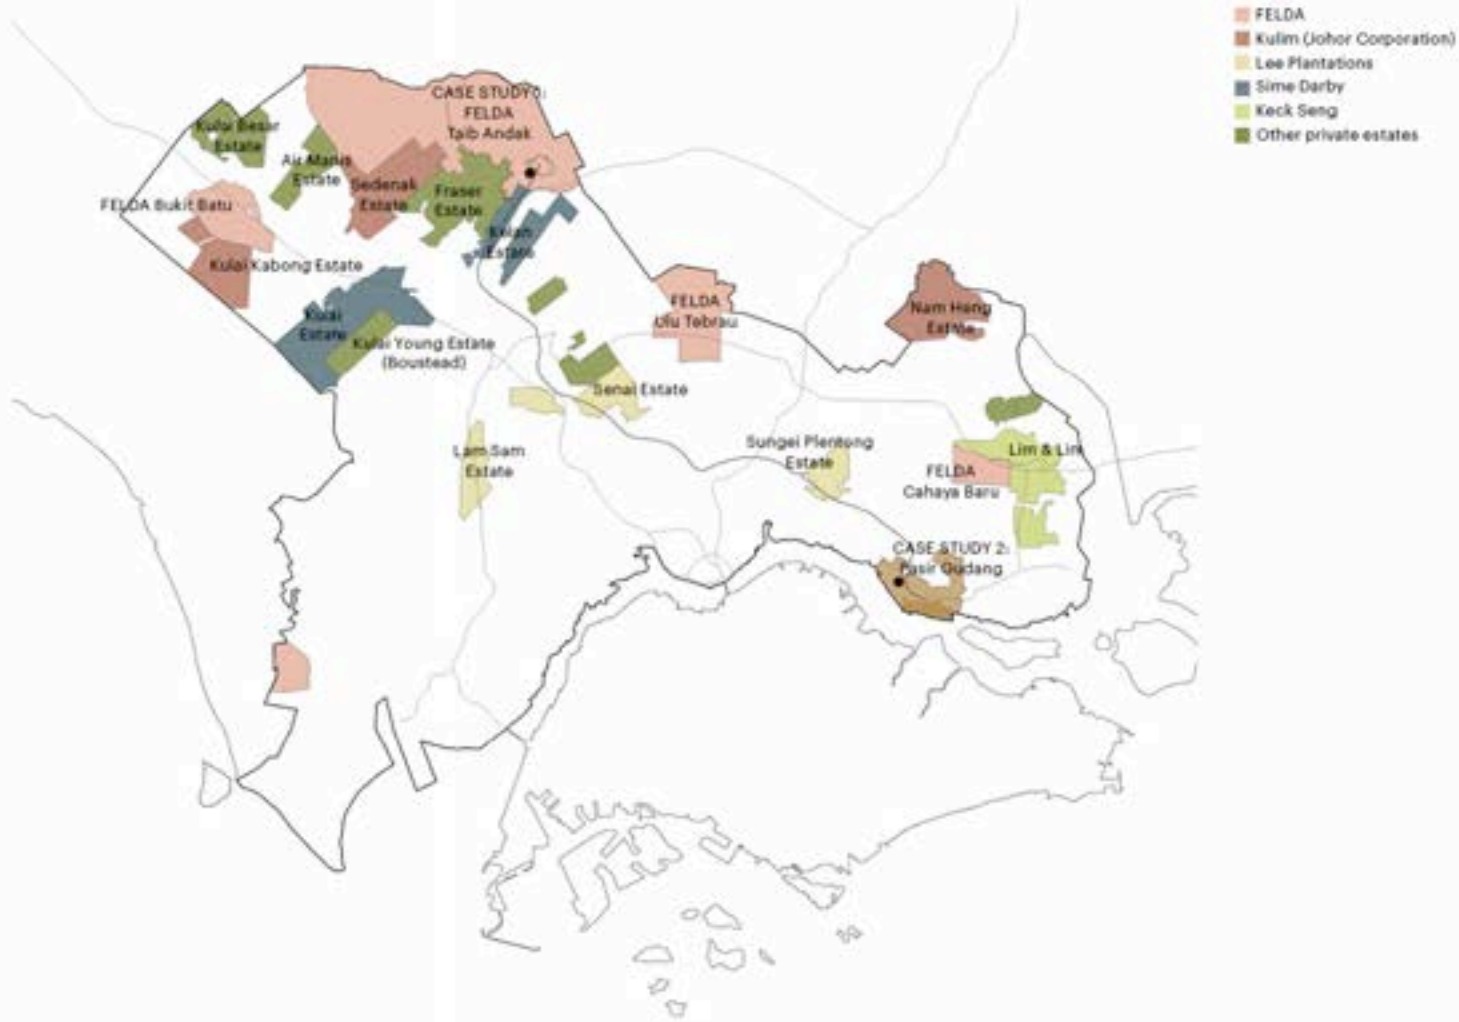 FELDA
Kulim (Johor Corporation)
Lee Plantations
Sime Darby
Keck Seng
Other private estates
CASE STUDY 1:
FELDA
Taib Andak
Kulai Besar
Estate
Air Manis
Estate
Sedenak
Estate
Fraser
Estate
FELDA Bukit Batu
Estate
Kulai Kabong Estate
Kulai
Estate
Kulai Young Estate
(Boustead)
FELDA
Ulu Tebrau
Nam Heng
Estate
Senai Estate
Lam Sam
Estate
Sungei Plentong
Estate
Lim & Lim
FELDA
Cahaya Baru
CASE STUDY 2:
Pasir Gudang